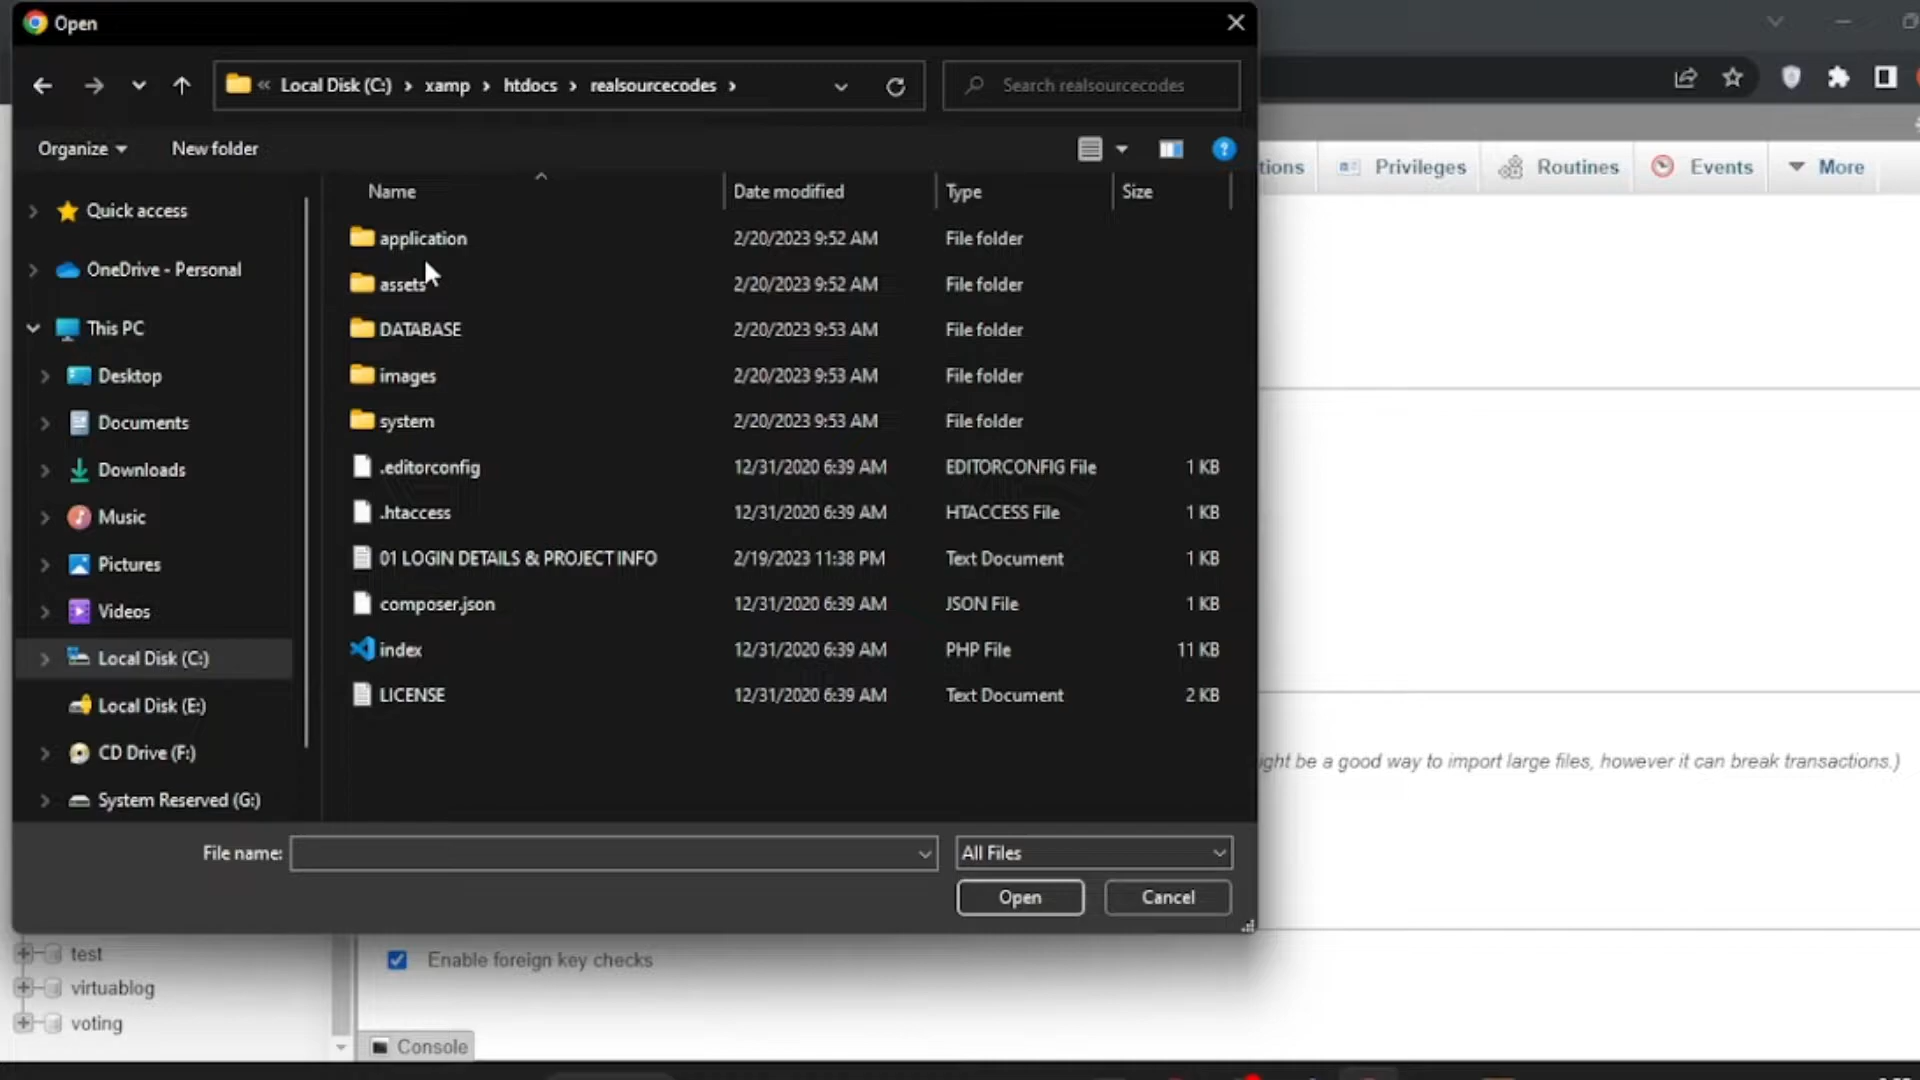 Open
« Local Disk (C:) › xamp › htdocs › realsourcecodes ›
Search realsourcecodes
Organize
New folder
Name
Date modified
Type
Size
Quick access
OneDrive - Personal
This PC
Desktop
Documents
Downloads
Music
Pictures
Videos
Local Disk (C:)
Local Disk (E:)
CD Drive (F:)
System Reserved (G:)
application 2/20/2023 9:52 AM File folder
assets 2/20/2023 9:52 AM File folder
DATABASE 2/20/2023 9:53 AM File folder
images 2/20/2023 9:53 AM File folder
system 2/20/2023 9:53 AM File folder
.editorconfig 12/31/2020 6:39 AM EDITORCONFIG File 1 KB
.htaccess 12/31/2020 6:39 AM HTACCESS File 1 KB
01 LOGIN DETAILS & PROJECT INFO 2/19/2023 11:38 PM Text Document 1 KB
composer.json 12/31/2020 6:39 AM JSON File 1 KB
index 12/31/2020 6:39 AM PHP File 11 KB
LICENSE 12/31/2020 6:39 AM Text Document 2 KB
File name:
All Files
Open
Cancel
tions
Privileges
Routines
Events
More
ight be a good way to import large files, however it can break transactions.)
test
virtuablog
voting
Enable foreign key checks
Console